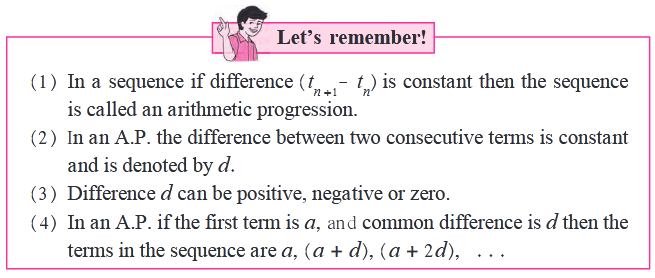 Let's remember!
(1) In a sequence if difference (tₙ₊₁− tₙ) is constant then the sequence
is called an arithmetic progression.
(2) In an A.P. the difference between two consecutive terms is constant
and is denoted by d.
(3) Difference d can be positive, negative or zero.
(4) In an A.P. if the first term is a, and common difference is d then the
terms in the sequence are a, (a + d), (a + 2d), . . .